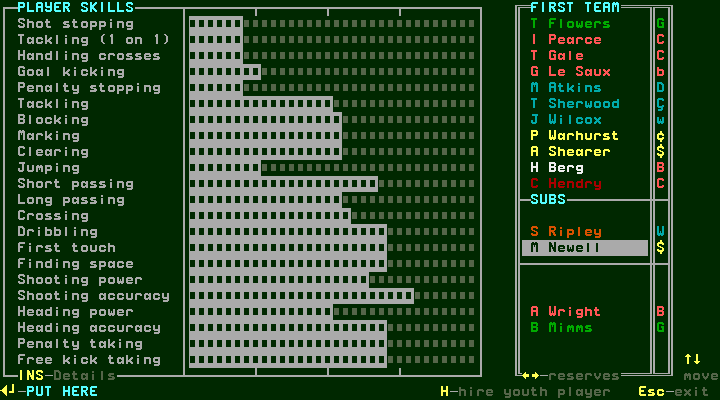 PLAYER SKILLS
Shot stopping
Tackling (1 on 1)
Handling crosses
Goal kicking
Penalty stopping
Tackling
Blocking
Marking
Clearing
Jumping
Short passing
Long passing
Crossing
Dribbling
First touch
Finding space
Shooting power
Shooting accuracy
Heading power
Heading accuracy
Penalty taking
Free kick taking
INS-Details
-PUT HERE
FIRST TEAM
T Flowers G
I Pearce C
T Gale C
G Le Saux b
M Atkins D
T Sherwood Ç
J Wilcox w
P Warhurst ¢
A Shearer $
H Berg B
C Hendry C
SUBS
S Ripley W
M Newell $
A Wright B
B Mimms G
↑↓
←→-reserves move
H-hire youth player Esc-exit